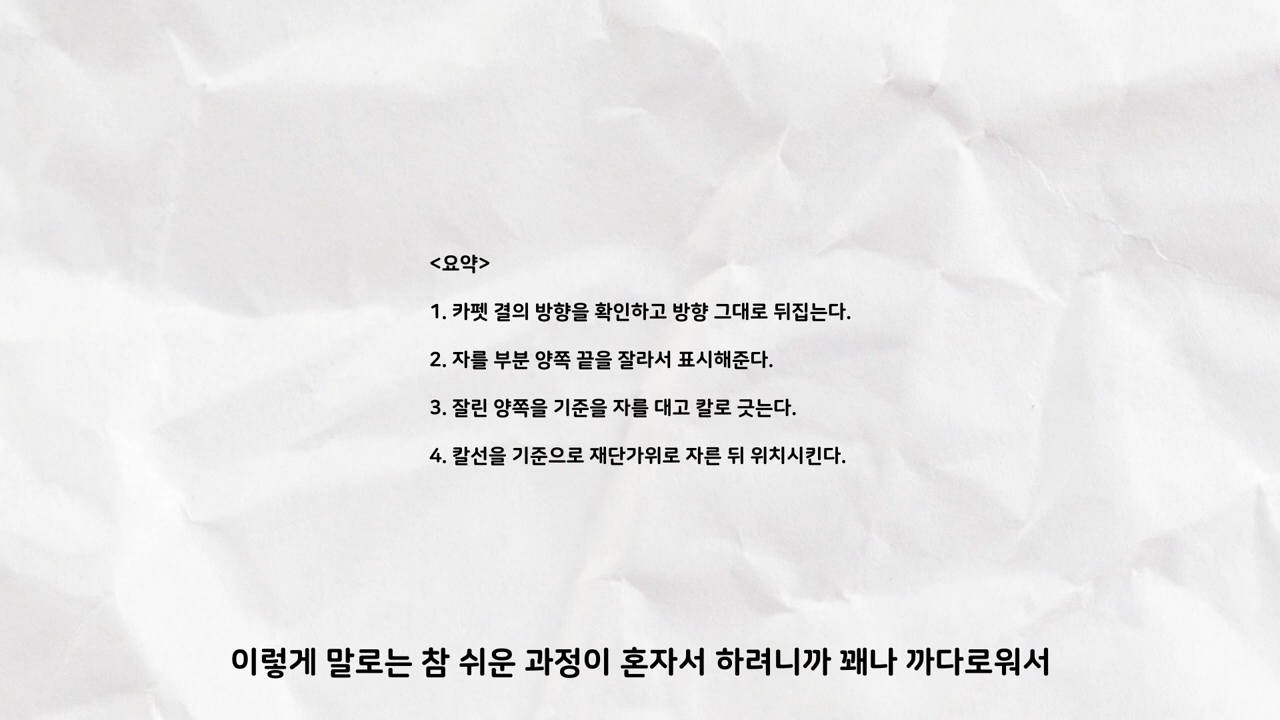 <요약>
1. 카펫 결의 방향을 확인하고 방향 그대로 뒤집는다.
2. 자를 부분 양쪽 끝을 잘라서 표시해준다.
3. 잘린 양쪽을 기준을 자를 대고 칼로 긋는다.
4. 칼선을 기준으로 재단가위로 자른 뒤 위치시킨다.
이렇게 말로는 참 쉬운 과정이 혼자서 하려니까 꽤나 까다로워서